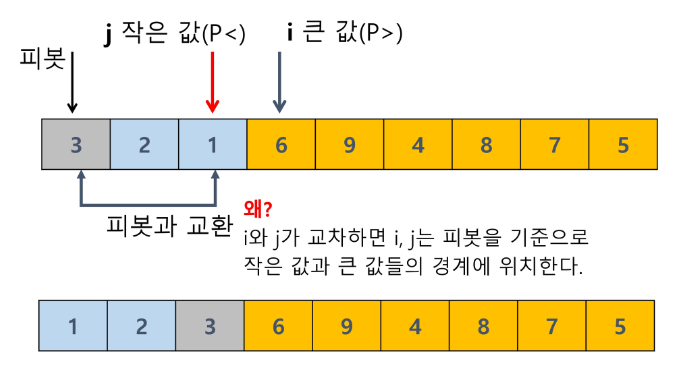 j 작은 값(P<) i 큰 값(P>)
피봇
3 2 1 6 9 4 8 7 5
피봇과 교환
왜?
i와 j가 교차하면 i, j는 피봇을 기준으로
작은 값과 큰 값들의 경계에 위치한다.
1 2 3 6 9 4 8 7 5